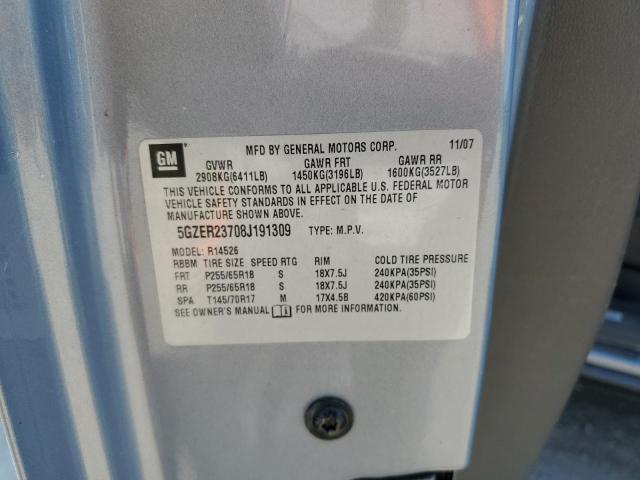 GM
MFD BY GENERAL MOTORS CORP. 11/07
GVWR GAWR FRT GAWR RR
2908KG(6411LB) 1450KG(3196LB) 1600KG(3527LB)
THIS VEHICLE CONFORMS TO ALL APPLICABLE U.S. FEDERAL MOTOR
VEHICLE SAFETY STANDARDS IN EFFECT ON THE DATE OF
MANUFACTURE SHOWN ABOVE.
5GZER23708J191309 TYPE: M.P.V.
MODEL: R14526
RBBM TIRE SIZE SPEED RTG RIM COLD TIRE PRESSURE
FRT P255/65R18 S 18X7.5J 240KPA(35PSI)
RR P255/65R18 S 18X7.5J 240KPA(35PSI)
SPA T145/70R17 M 17X4.5B 420KPA(60PSI)
SEE OWNER'S MANUAL FOR MORE INFORMATION.